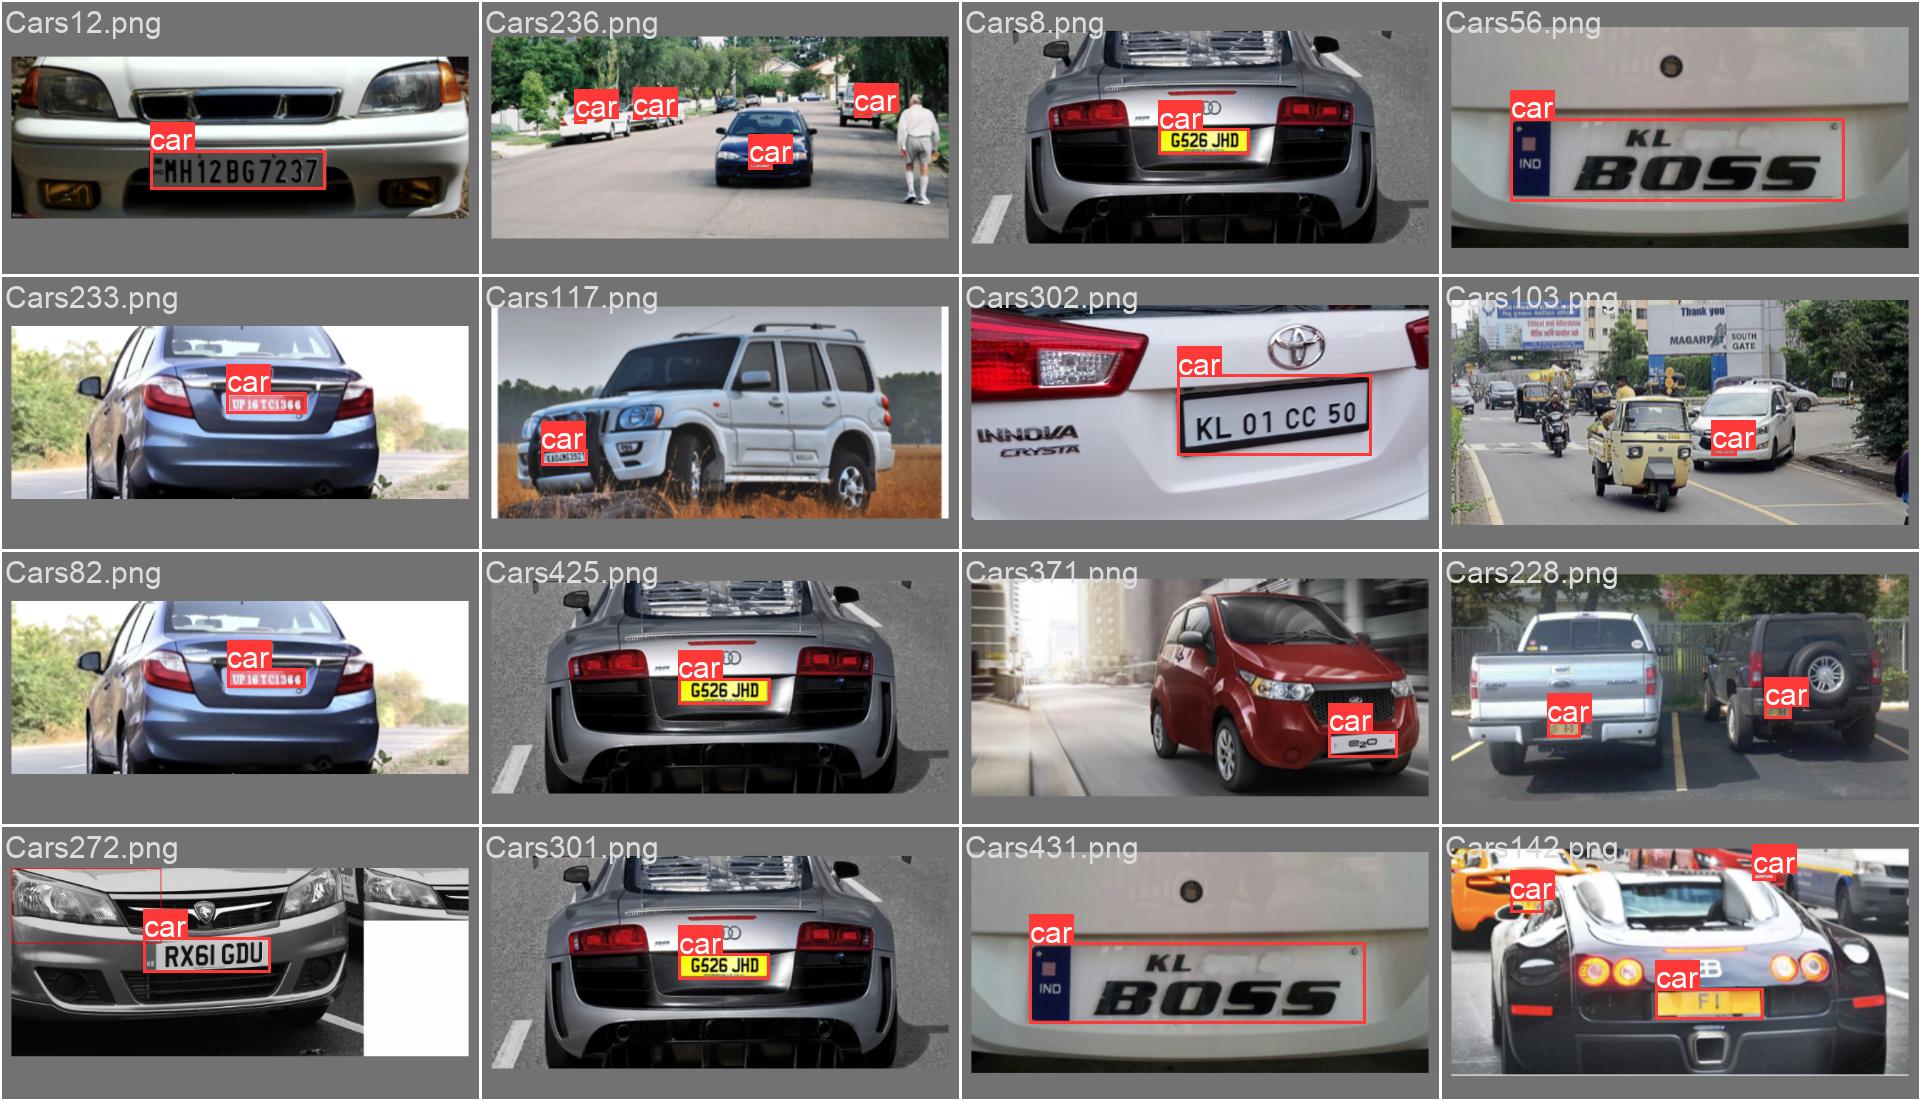 Cars12.png
car
MH12BG7237
IND
Cars236.png
car
car
car
car
Cars8.png
car
G526 JHD
Cars56.png
car
KL
IND
BOSS
Cars233.png
car
UP16TC1366
Cars117.png
car
Cars302.png
car
KL 01 CC 50
INNOVA
CRYSTA
Cars103.png
Thank you
MAGARPAT
SOUTH
GATE
car
Cars82.png
car
UP16TC1366
Cars425.png
car
G526 JHD
Cars371.png
car
e2o
Cars228.png
car
car
Cars272.png
car
RX61 GDU
Cars301.png
car
G526 JHD
Cars431.png
car
KL
IND
BOSS
Cars142.png
car
car
car
F1